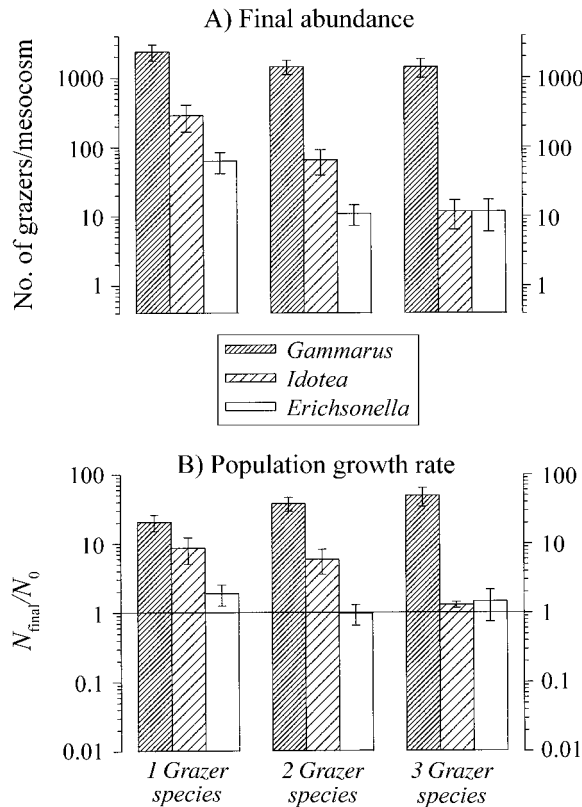 A) Final abundance
No. of grazers/mesocosm
1000
100
10
1
1000
100
10
1
Gammarus
Idotea
Erichsonella
B) Population growth rate
N_final/N_0
100
10
1
0.1
0.01
100
10
1
0.1
0.01
1 Grazer
species
2 Grazer
species
3 Grazer
species